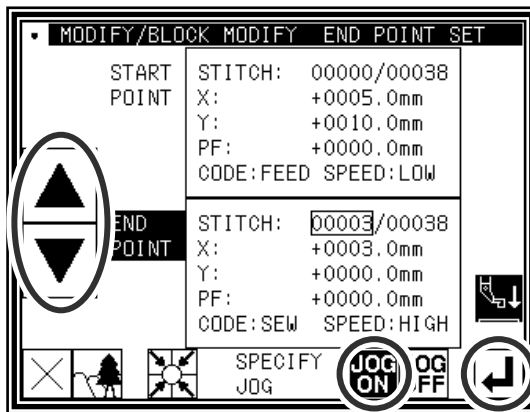 MODIFY/BLOCK MODIFY END POINT SET
START POINT
STITCH: 00000/00038
X: +0005.0mm
Y: +0010.0mm
PF: +0000.0mm
CODE:FEED SPEED:LOW
END POINT
STITCH: 00003/00038
X: +0003.0mm
Y: +0000.0mm
PF: +0000.0mm
CODE:SEW SPEED:HIGH
SPECIFY JOG
JOG ON